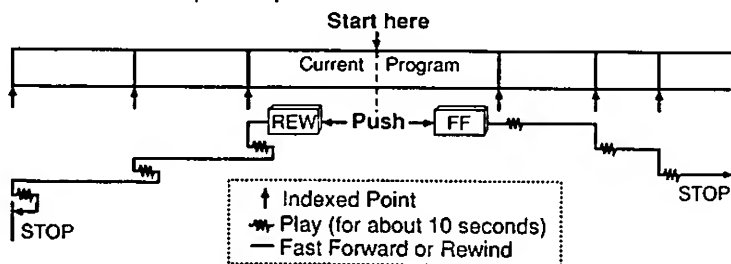 Start here
Current Program
REW Push FF
STOP
STOP
Indexed Point
Play (for about 10 seconds)
Fast Forward or Rewind